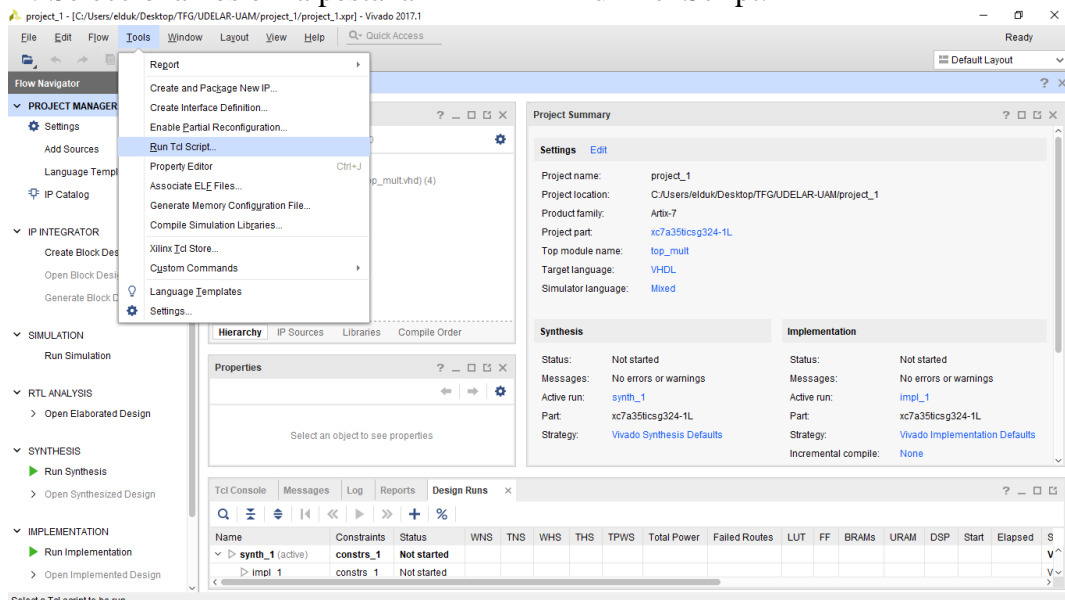 project_1 - [C:/Users/elduk/Desktop/TFG/UDELAR-UAM/project_1/project_1.xpr] - Vivado 2017.1
File Edit Flow Tools Window Layout View Help Quick Access Ready
Default Layout
Flow Navigator
PROJECT MANAGER
Settings
Add Sources
Language Templ
IP Catalog
IP INTEGRATOR
Create Block Des
Open Block Desi
Generate Block D
SIMULATION
Run Simulation
RTL ANALYSIS
Open Elaborated Design
SYNTHESIS
Run Synthesis
Open Synthesized Design
IMPLEMENTATION
Run Implementation
Open Implemented Design
Report
Create and Package New IP...
Create Interface Definition...
Enable Partial Reconfiguration...
Run Tcl Script...
Property Editor Ctrl+J
Associate ELF Files...
Generate Memory Configuration File...
Compile Simulation Libraries...
Xilinx Tcl Store...
Custom Commands
Language Templates
Settings...
p_mult.vhd) (4)
Hierarchy IP Sources Libraries Compile Order
Properties
Select an object to see properties
Project Summary
Settings Edit
Project name: project_1
Project location: C:/Users/elduk/Desktop/TFG/UDELAR-UAM/project_1
Product family: Artix-7
Project part: xc7a35ticsg324-1L
Top module name: top_mult
Target language: VHDL
Simulator language: Mixed
Synthesis
Status: Not started
Messages: No errors or warnings
Active run: synth_1
Part: xc7a35ticsg324-1L
Strategy: Vivado Synthesis Defaults
Implementation
Status: Not started
Messages: No errors or warnings
Active run: impl_1
Part: xc7a35ticsg324-1L
Strategy: Vivado Implementation Defaults
Incremental compile: None
Tcl Console Messages Log Reports Design Runs
Name Constraints Status WNS TNS WHS THS TPWS Total Power Failed Routes LUT FF BRAMs URAM DSP Start Elapsed S
synth_1 (active) constrs_1 Not started
impl_1 constrs_1 Not started